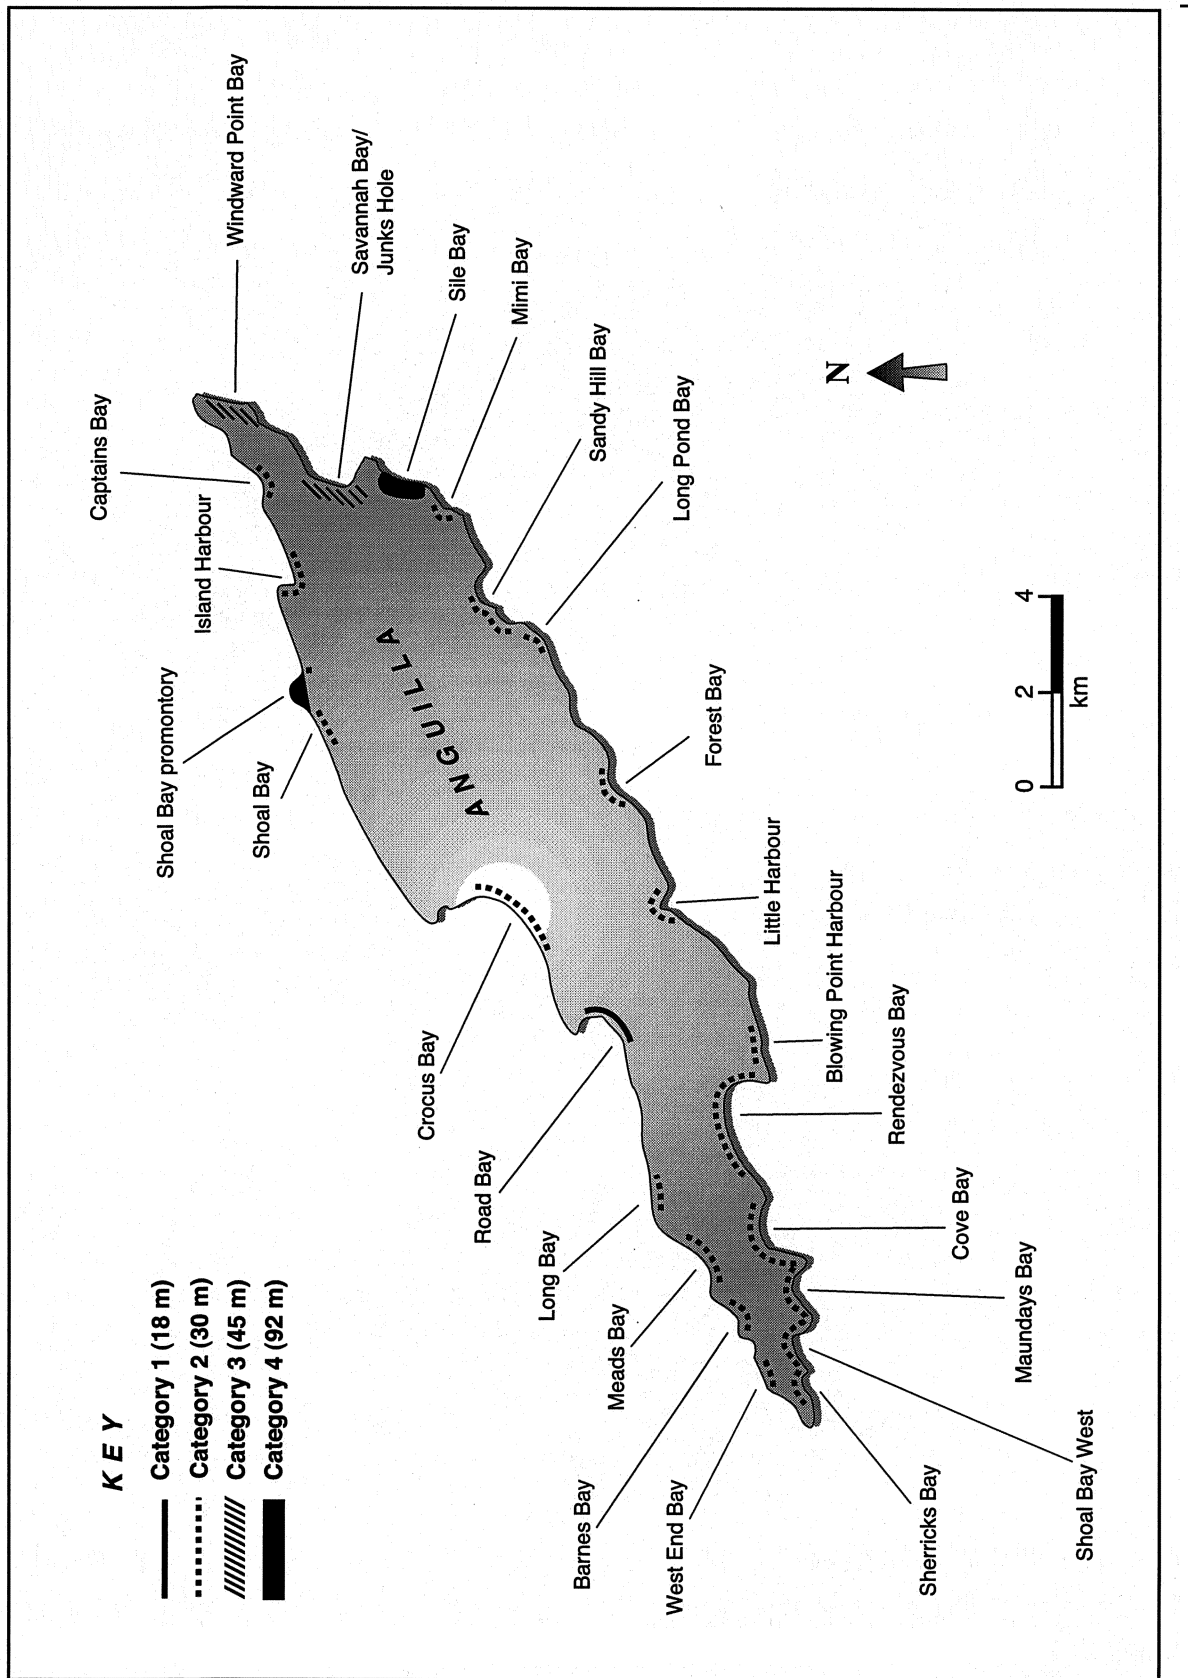 Windward Point Bay
Savannah Bay/
Junks Hole
Sile Bay
Mimi Bay
Sandy Hill Bay
Long Pond Bay
Captains Bay
Island Harbour
Shoal Bay promontory
Shoal Bay
ANGUILLA
N
Forest Bay
Little Harbour
Blowing Point Harbour
Rendezvous Bay
Cove Bay
Maundays Bay
Shoal Bay West
Sherricks Bay
West End Bay
Barnes Bay
Meads Bay
Long Bay
Road Bay
Crocus Bay
0 2 4
km
KEY
Category 1 (18 m)
Category 2 (30 m)
Category 3 (45 m)
Category 4 (92 m)